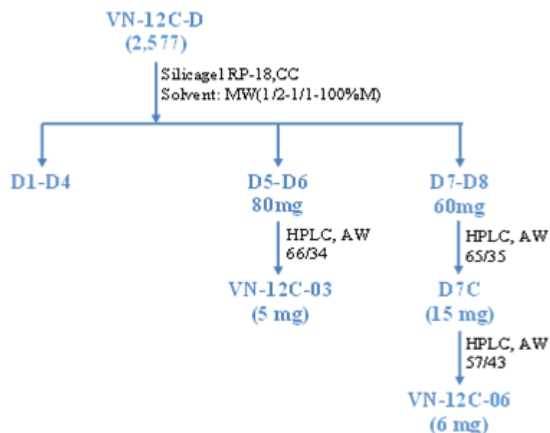 VN-12C-D
(2,577)
Silicagel RP-18,CC
Solvent: MW(1/2-1/1-100%M)
D1-D4
D5-D6
80mg
D7-D8
60mg
HPLC, AW
66/34
HPLC, AW
65/35
VN-12C-03
(5 mg)
D7C
(15 mg)
HPLC, AW
57/43
VN-12C-06
(6 mg)